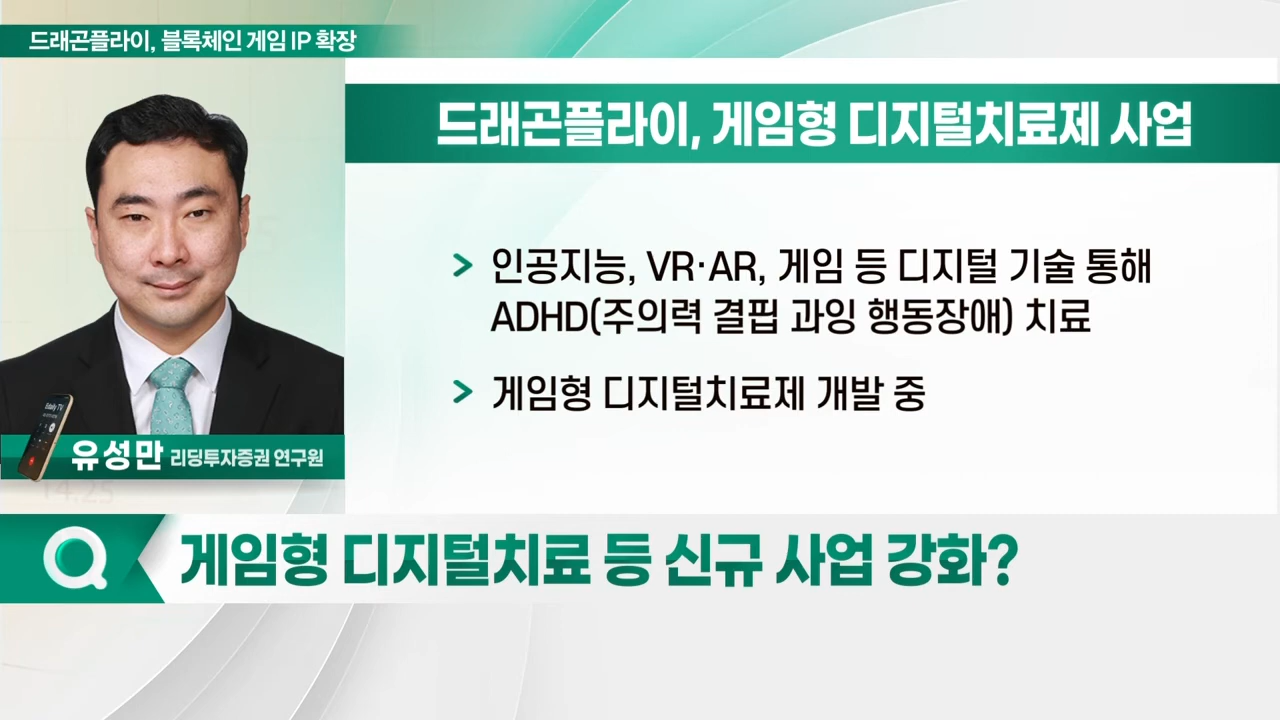 드래곤플라이, 블록체인 게임 IP 확장
드래곤플라이, 게임형 디지털치료제 사업
> 인공지능, VR·AR, 게임 등 디지털 기술 통해
ADHD(주의력 결핍 과잉 행동장애) 치료
> 게임형 디지털치료제 개발 중
Edaily TV
유성만 리딩투자증권 연구원
14.25
Q 게임형 디지털치료 등 신규 사업 강화?